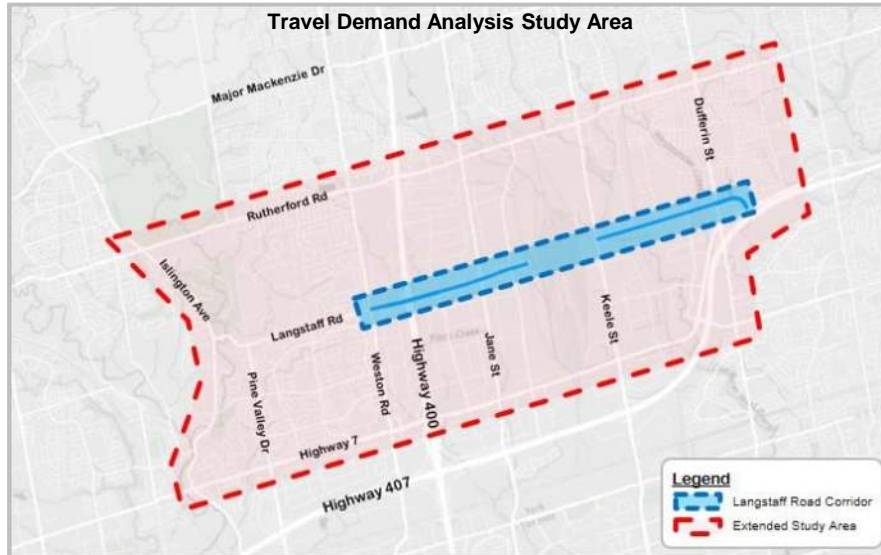 Travel Demand Analysis Study Area
Major Mackenzie Dr
Dufferin St
Rutherford Rd
Islington Ave
Langstaff Rd
Keele St
Jane St
Highway 400
Weston Rd
Pine Valley Dr
Highway 7
Highway 407
Legend
Langstaff Road Corridor
Extended Study Area